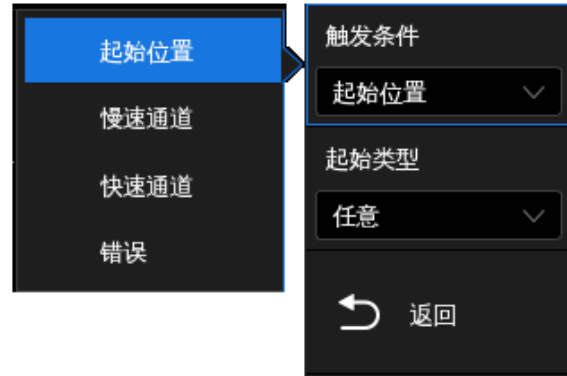 起始位置
慢速通道
快速通道
错误
触发条件
起始位置
起始类型
任意
返回